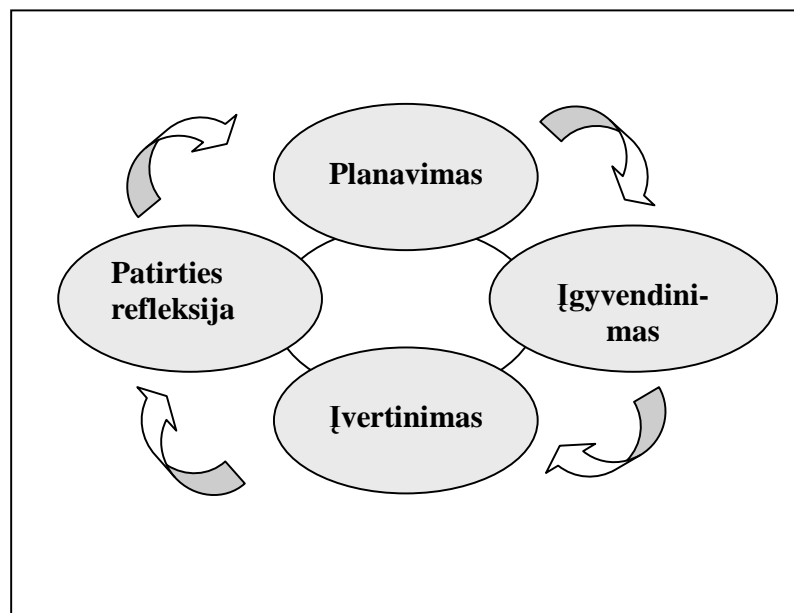 Planavimas
Patirties
refleksija
Įgyvendini-
mas
Įvertinimas